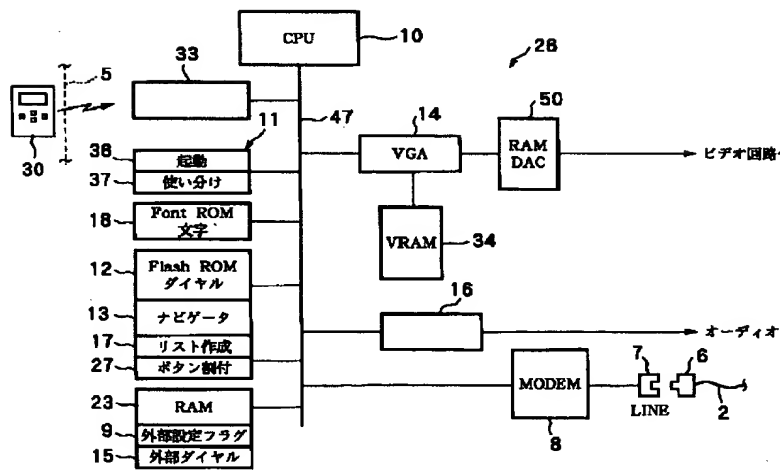 CPU
10
28
5
33
30
11
47
14
50
38
起動
37
使い分け
VGA
RAM
DAC
ビデオ回路へ
18
Font ROM
文字
VRAM
34
12
Flash ROM
ダイヤル
13
ナビゲータ
17
リスト作成
27
ボタン割付
16
オーディオ
7
6
MODEM
LINE
2
8
23
RAM
9
外部設定フラグ
15
外部ダイヤル